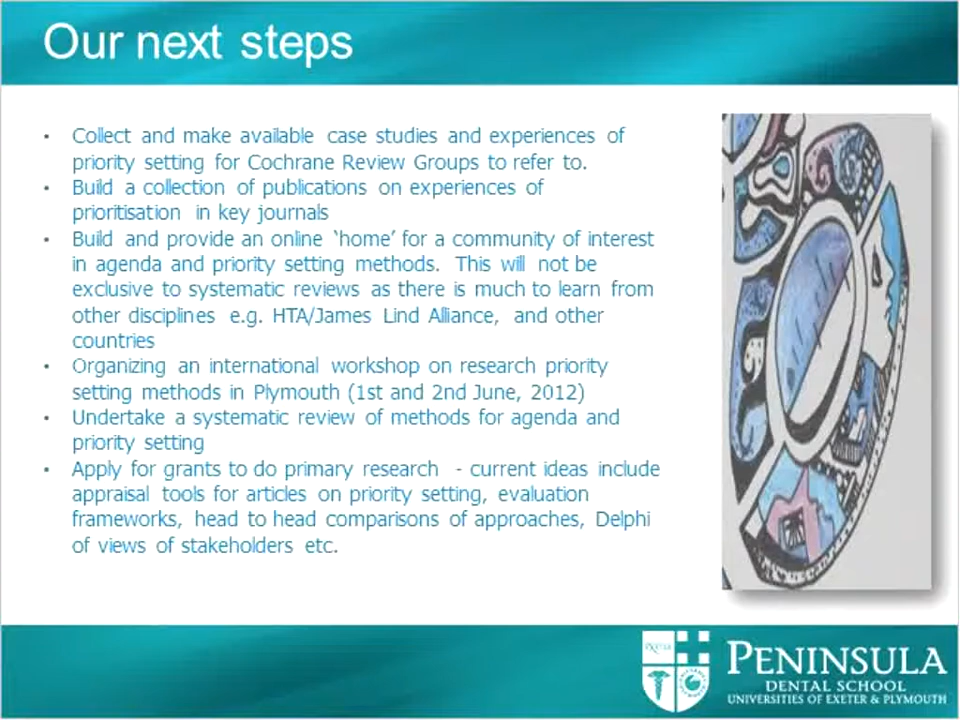 Our next steps
• Collect and make available case studies and experiences of
priority setting for Cochrane Review Groups to refer to.
• Build a collection of publications on experiences of
prioritisation in key journals
• Build and provide an online ‘home’ for a community of interest
in agenda and priority setting methods. This will not be
exclusive to systematic reviews as there is much to learn from
other disciplines e.g. HTA/James Lind Alliance, and other
countries
• Organizing an international workshop on research priority
setting methods in Plymouth (1st and 2nd June, 2012)
• Undertake a systematic review of methods for agenda and
priority setting
• Apply for grants to do primary research - current ideas include
appraisal tools for articles on priority setting, evaluation
frameworks, head to head comparisons of approaches, Delphi
of views of stakeholders etc.
PENINSULA
DENTAL SCHOOL
UNIVERSITIES OF EXETER & PLYMOUTH